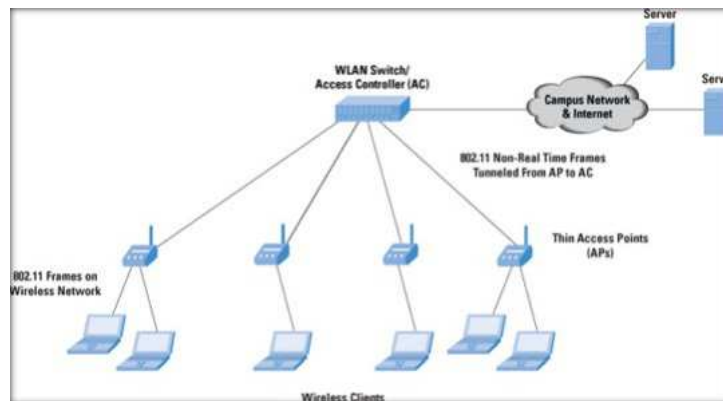 Server
WLAN Switch/
Access Controller (AC)
Serv
Campus Network
& Internet
802.11 Non-Real Time Frames
Tunneled From AP to AC
Thin Access Points
(APs)
802.11 Frames on
Wireless Network
Wireless Clients